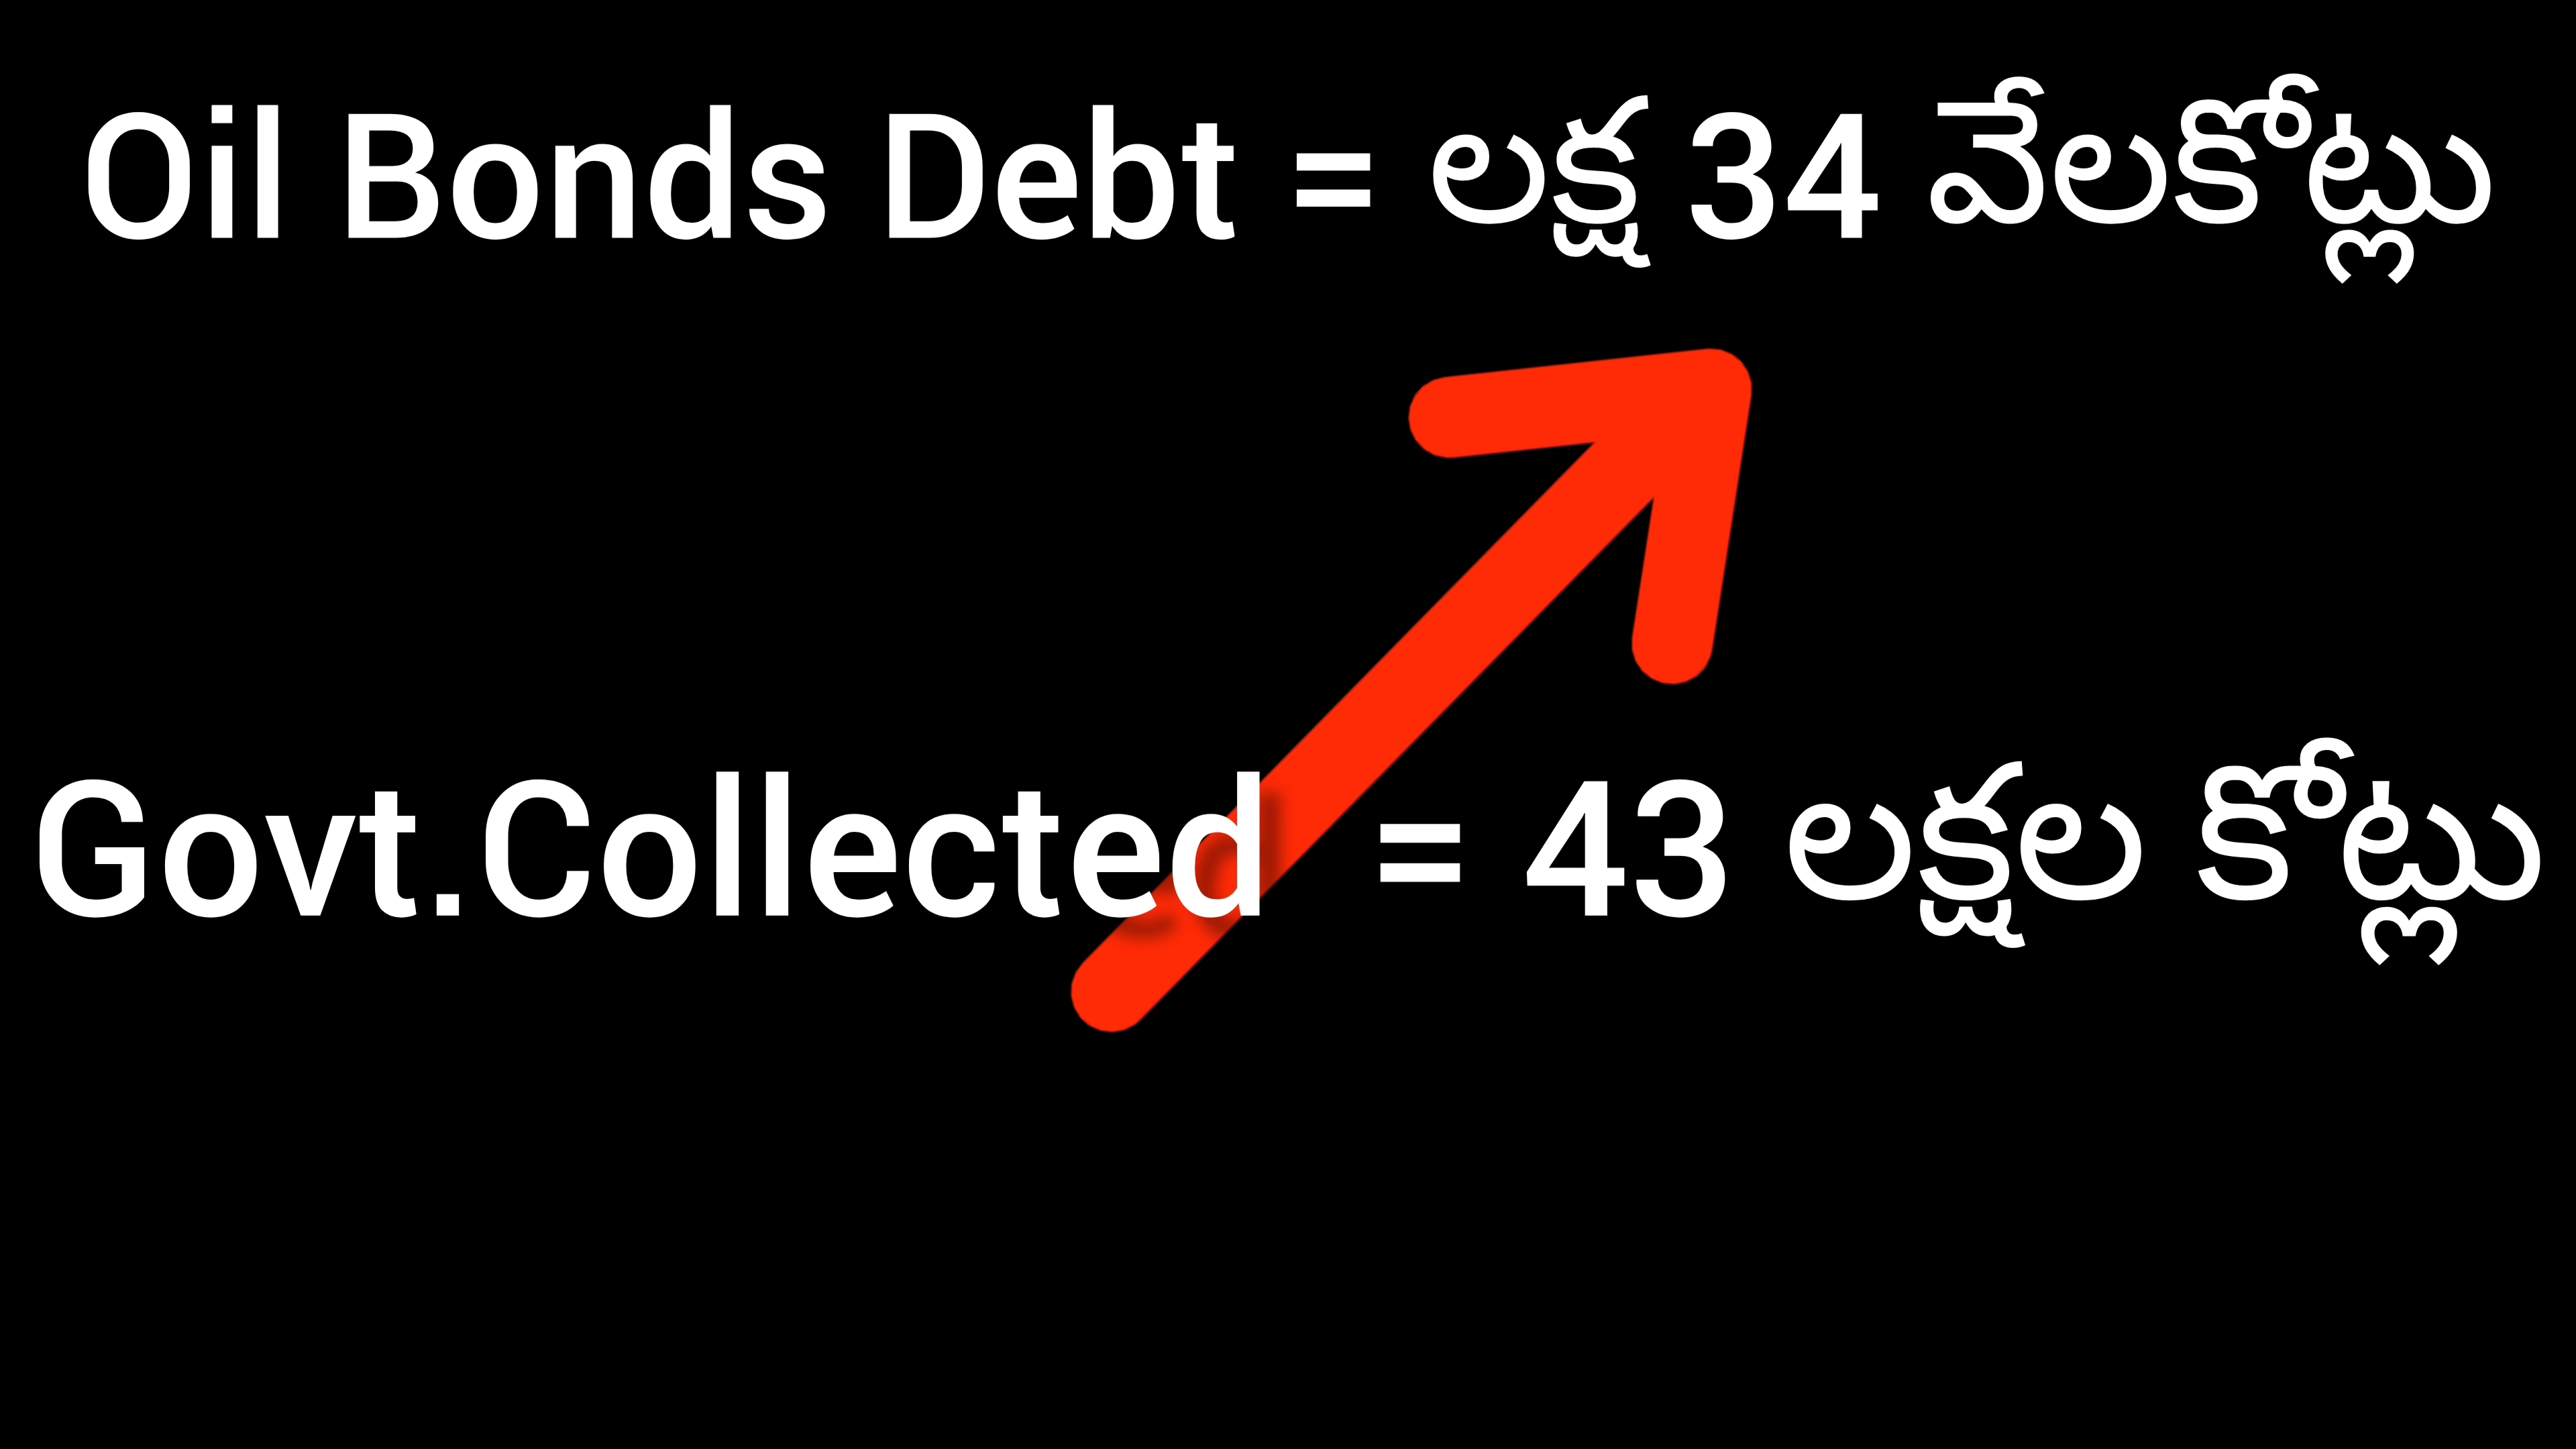 Oil Bonds Debt = లక్ష 34 వేలకోట్లు
Govt.Collected = 43 లక్షల కోట్లు